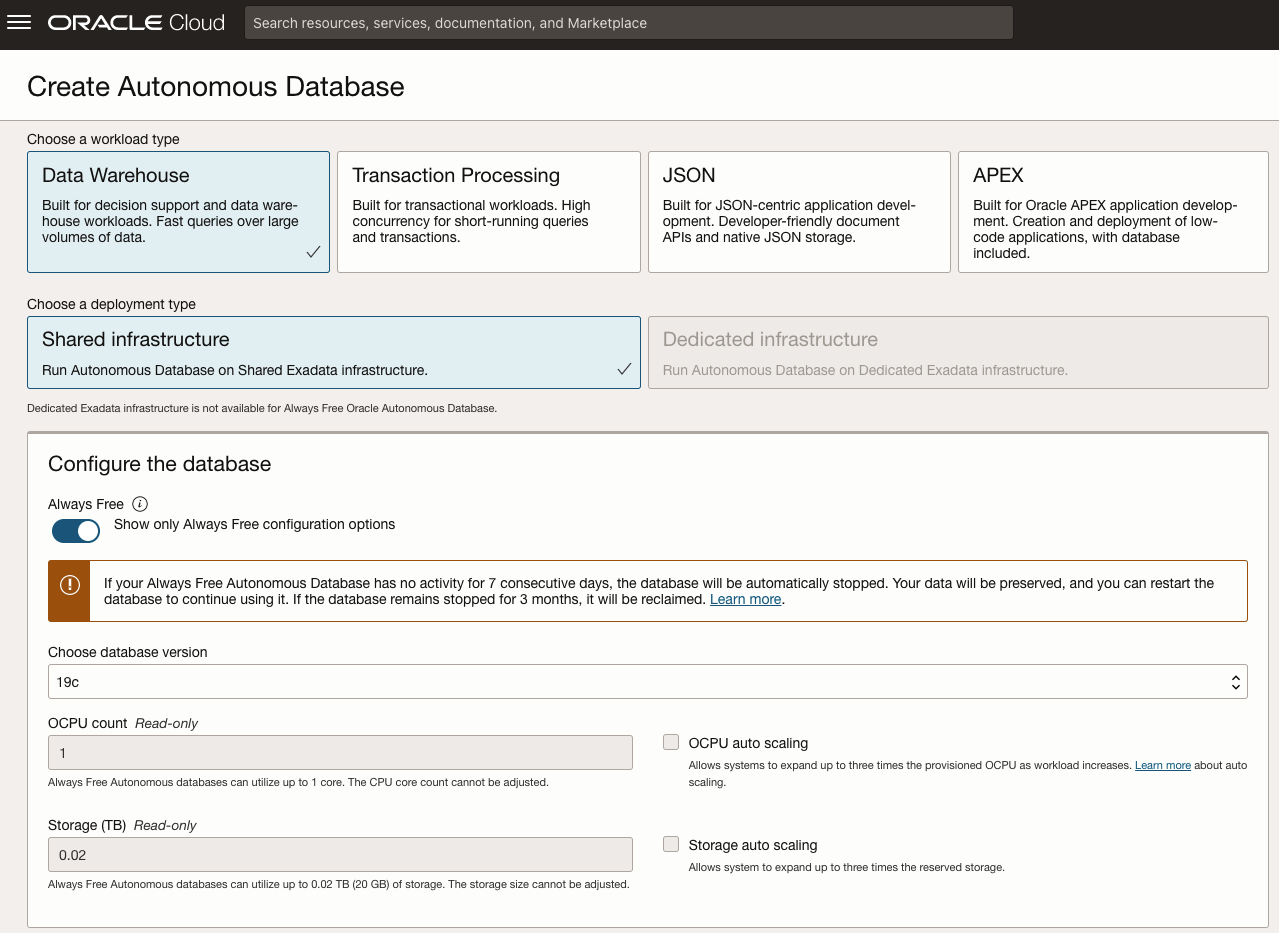 ORACLE Cloud
Search resources, services, documentation, and Marketplace
Create Autonomous Database
Choose a workload type
Data Warehouse
Built for decision support and data ware-
house workloads. Fast queries over large
volumes of data.
Transaction Processing
Built for transactional workloads. High
concurrency for short-running queries
and transactions.
JSON
Built for JSON-centric application devel-
opment. Developer-friendly document
APIs and native JSON storage.
APEX
Built for Oracle APEX application develop-
ment. Creation and deployment of low-
code applications, with database
included.
Choose a deployment type
Shared infrastructure
Run Autonomous Database on Shared Exadata infrastructure.
Dedicated infrastructure
Run Autonomous Database on Dedicated Exadata infrastructure.
Dedicated Exadata infrastructure is not available for Always Free Oracle Autonomous Database.
Configure the database
Always Free
Show only Always Free configuration options
If your Always Free Autonomous Database has no activity for 7 consecutive days, the database will be automatically stopped. Your data will be preserved, and you can restart the
database to continue using it. If the database remains stopped for 3 months, it will be reclaimed. Learn more.
Choose database version
19c
OCPU count Read-only
1
Always Free Autonomous databases can utilize up to 1 core. The CPU core count cannot be adjusted.
OCPU auto scaling
Allows systems to expand up to three times the provisioned OCPU as workload increases. Learn more about auto
scaling.
Storage (TB) Read-only
0.02
Always Free Autonomous databases can utilize up to 0.02 TB (20 GB) of storage. The storage size cannot be adjusted.
Storage auto scaling
Allows system to expand up to three times the reserved storage.